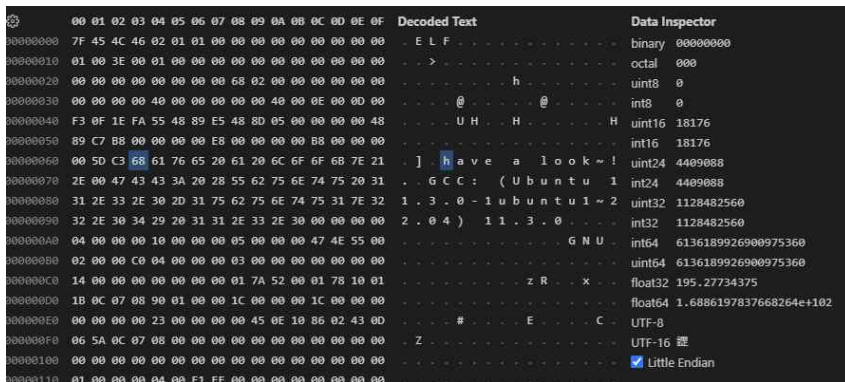 00 01 02 03 04 05 06 07 08 09 0A 0B 0C 0D 0E 0F Decoded Text Data Inspector
00000000 7F 45 4C 46 02 01 01 00 00 00 00 00 00 00 00 00 . E L F . . . . . . . . . . . . binary 00000000
00000010 01 00 3E 00 01 00 00 00 00 00 00 00 00 00 00 00 . . > . . . . . . . . . . . . . octal 000
00000020 00 00 00 00 00 00 00 00 68 02 00 00 00 00 00 00 . . . . . . . . h . . . . . . . uint8 0
00000030 00 00 00 00 40 00 00 00 00 00 40 00 0E 00 0D 00 . . . . @ . . . . . @ . . . . . int8 0
00000040 F3 0F 1E FA 55 48 89 E5 48 8D 05 00 00 00 00 48 . . . . U H . . H . . . . . . H uint16 18176
00000050 89 C7 B8 00 00 00 00 E8 00 00 00 00 B8 00 00 00 . . . . . . . . . . . . . . . . int16 18176
00000060 00 5D C3 68 61 76 65 20 61 20 6C 6F 6F 6B 7E 21 . ] . h a v e a l o o k ~ ! uint24 4409088
00000070 2E 00 47 43 43 3A 20 28 55 62 75 6E 74 75 20 31 . . G C C : ( U b u n t u 1 int24 4409088
00000080 31 2E 33 2E 30 2D 31 75 62 75 6E 74 75 31 7E 32 1 . 3 . 0 - 1 u b u n t u 1 ~ 2 uint32 1128482560
00000090 32 2E 30 34 29 20 31 31 2E 33 2E 30 00 00 00 00 2 . 0 4 ) 1 1 . 3 . 0 . . . . int32 1128482560
000000A0 04 00 00 00 10 00 00 00 05 00 00 00 47 4E 55 00 . . . . . . . . . . . . G N U . int64 6136189926900975360
000000B0 02 00 00 C0 04 00 00 00 03 00 00 00 00 00 00 00 . . . . . . . . . . . . . . . . uint64 6136189926900975360
000000C0 14 00 00 00 00 00 00 00 01 7A 52 00 01 78 10 01 . . . . . . . . . z R . . x . . float32 195.27734375
000000D0 1B 0C 07 08 90 01 00 00 1C 00 00 00 1C 00 00 00 . . . . . . . . . . . . . . . . float64 1.6886197837668264e+102
000000E0 00 00 00 00 23 00 00 00 00 45 0E 10 86 02 43 0D . . . . # . . . . E . . . . C . UTF-8
000000F0 06 5A 0C 07 08 00 00 00 00 00 00 00 00 00 00 00 . Z . . . . . . . . . . . . . . UTF-16
00000100 00 00 00 00 00 00 00 00 00 00 00 00 00 00 00 00 . . . . . . . . . . . . . . . . Little Endian
00000110 01 00 00 00 04 00 F1 FF 00 00 00 00 00 00 00 00